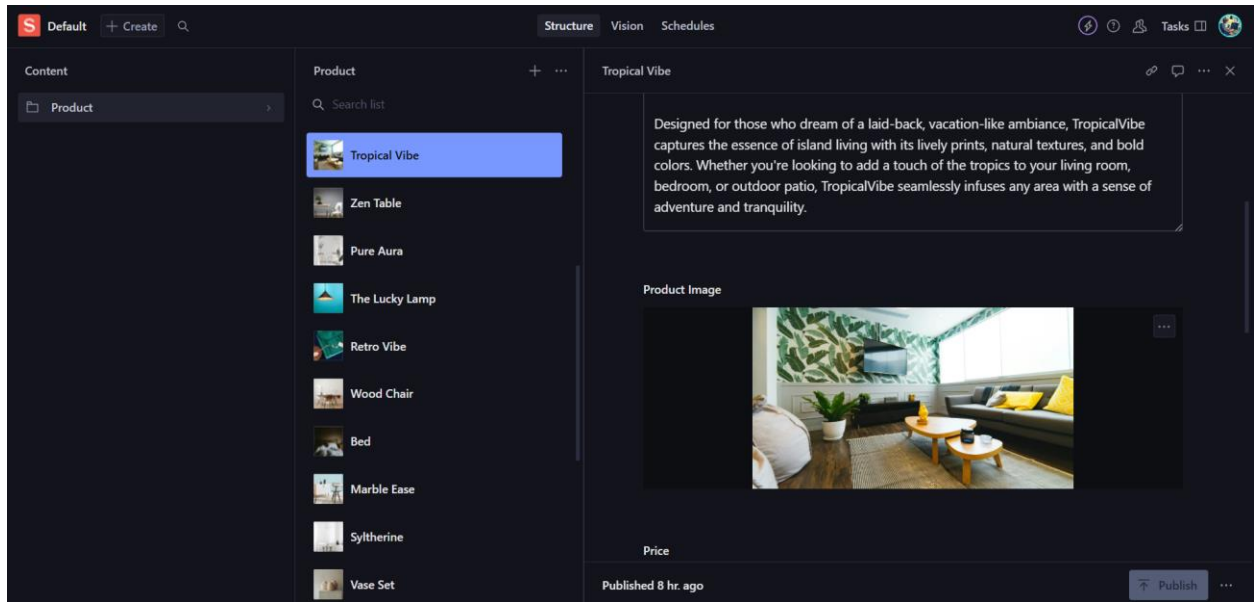 S Default + Create
Structure Vision Schedules
Tasks
Content
Product
Product
Search list
Tropical Vibe
Zen Table
Pure Aura
The Lucky Lamp
Retro Vibe
Wood Chair
Bed
Marble Ease
Syltherine
Vase Set
Tropical Vibe
Designed for those who dream of a laid-back, vacation-like ambiance, TropicalVibe
captures the essence of island living with its lively prints, natural textures, and bold
colors. Whether you're looking to add a touch of the tropics to your living room,
bedroom, or outdoor patio, TropicalVibe seamlessly infuses any area with a sense of
adventure and tranquility.
Product Image
Price
Published 8 hr. ago
Publish